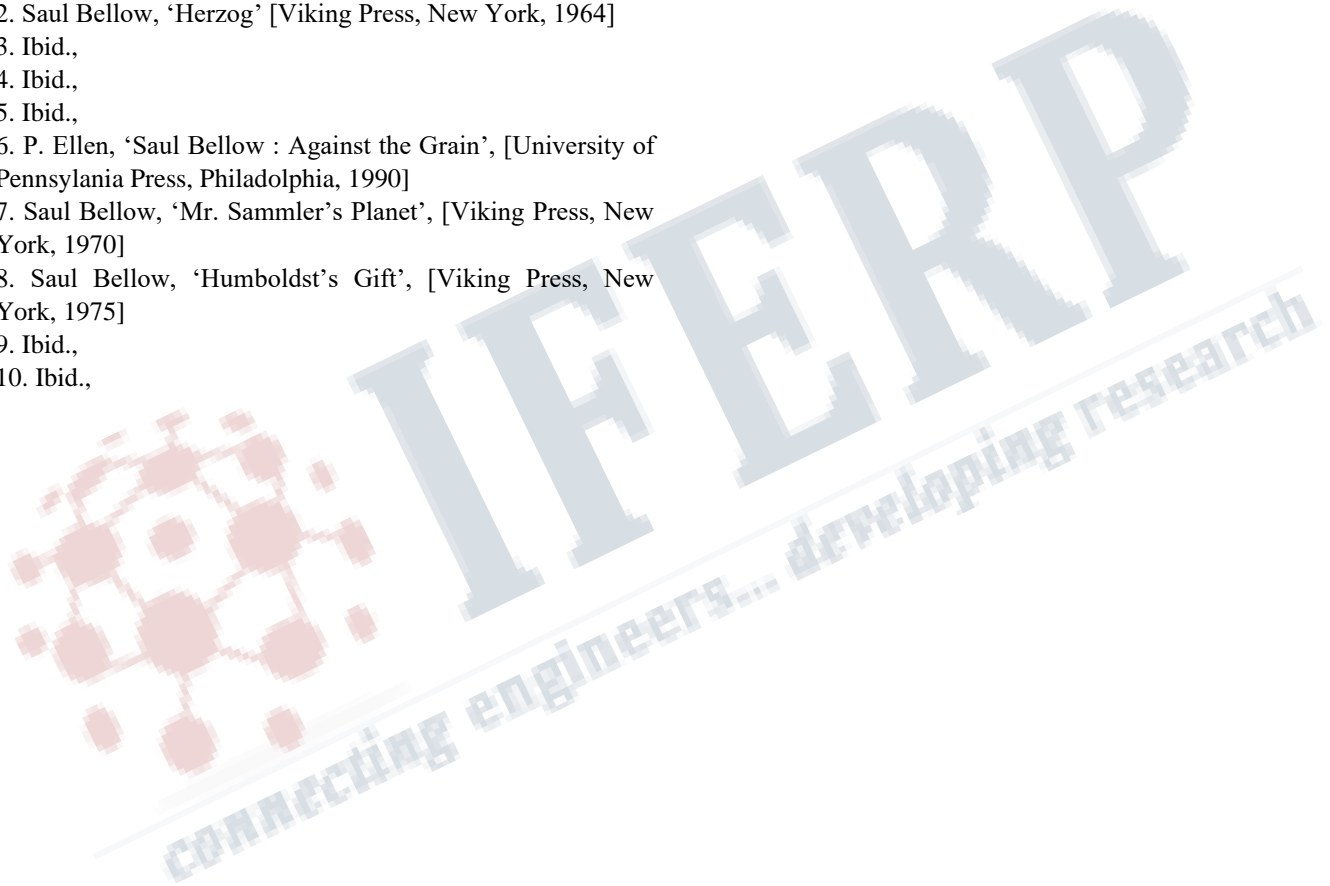 2. Saul Bellow, ‘Herzog’ [Viking Press, New York, 1964]
3. Ibid.,
4. Ibid.,
5. Ibid.,
6. P. Ellen, ‘Saul Bellow : Against the Grain’, [University of
Pennsylania Press, Philadolphia, 1990]
7. Saul Bellow, ‘Mr. Sammler’s Planet’, [Viking Press, New
York, 1970]
8. Saul Bellow, ‘Humboldst’s Gift’, [Viking Press, New
York, 1975]
9. Ibid.,
10. Ibid.,
IFERP
connecting engineers... developing research